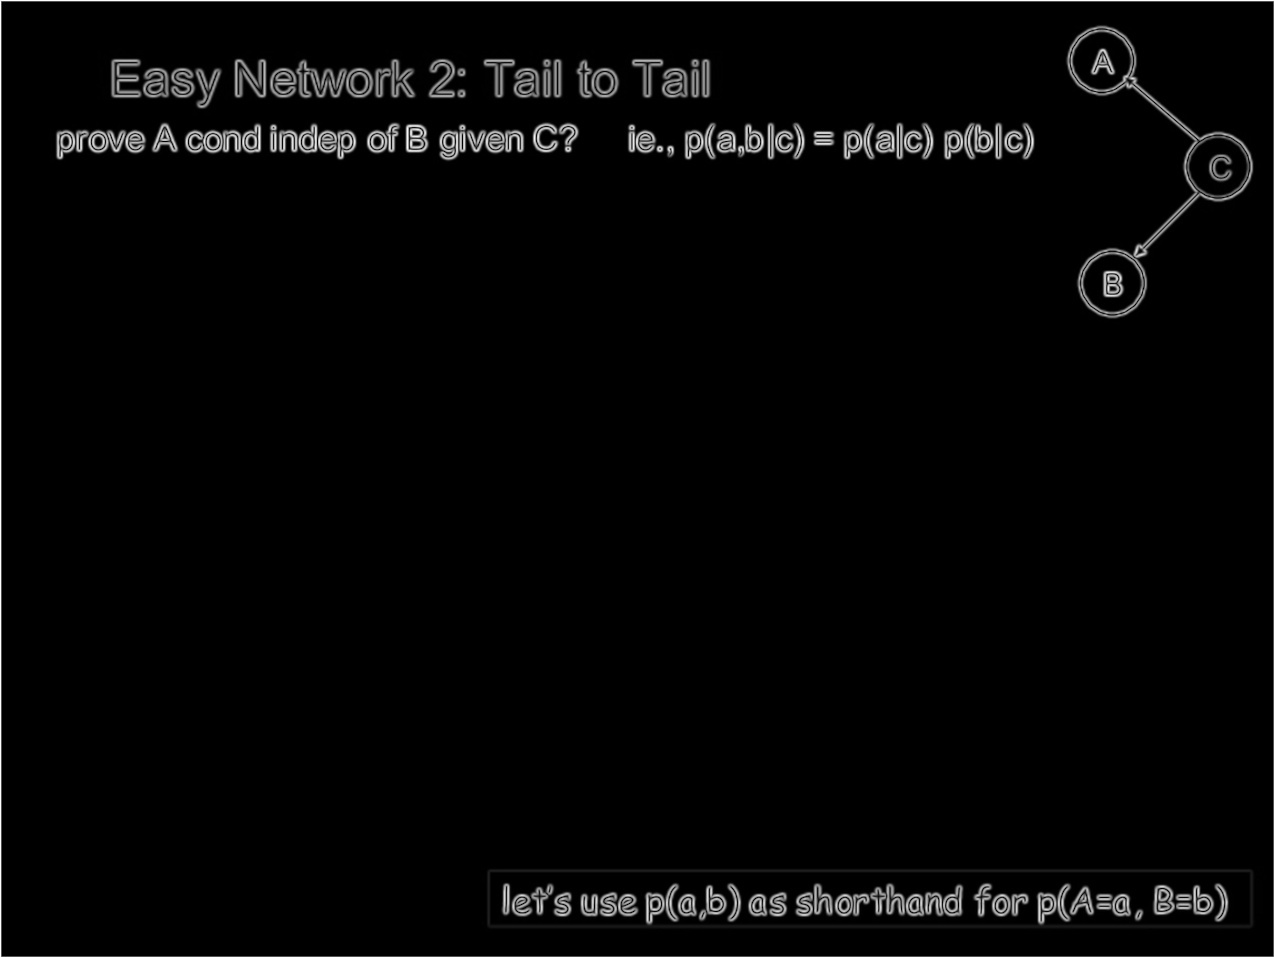 Easy Network 2: Tail to Tail
prove A cond indep of B given C?   ie., p(a,b|c) = p(a|c) p(b|c)
A
C
B
let's use p(a,b) as shorthand for p(A=a, B=b)